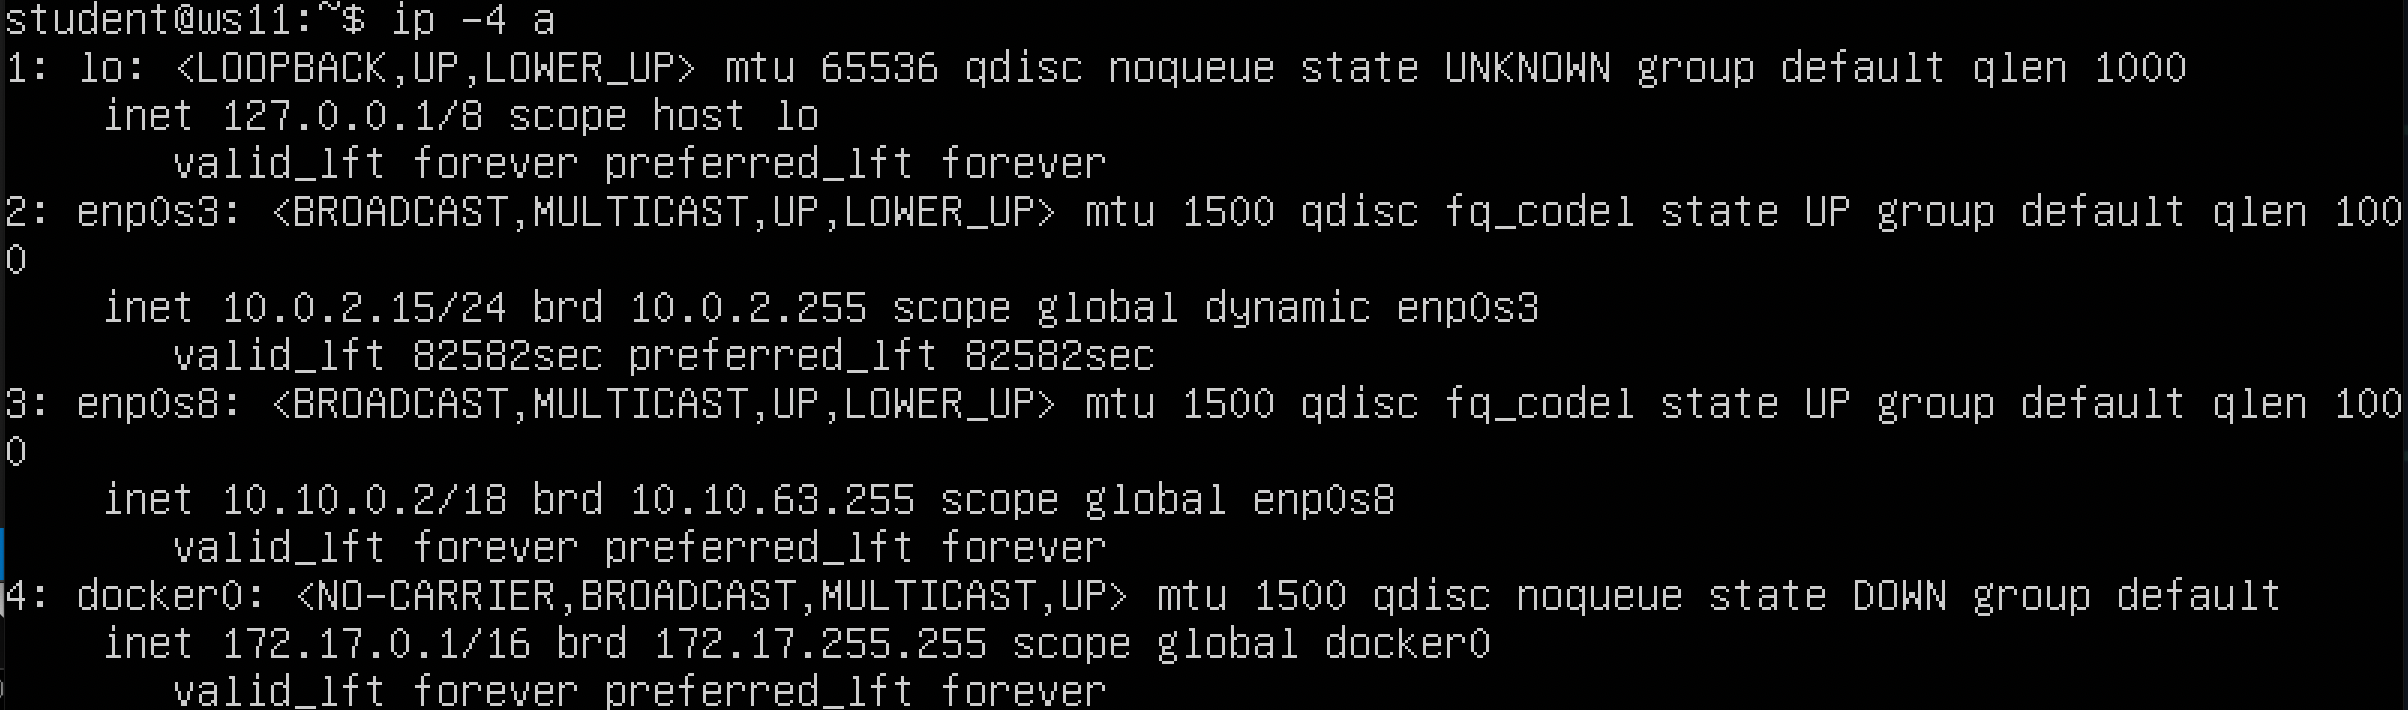 student@ws11:~$ ip -4 a
1: lo: <LOOPBACK,UP,LOWER_UP> mtu 65536 qdisc noqueue state UNKNOWN group default qlen 1000
    inet 127.0.0.1/8 scope host lo
       valid_lft forever preferred_lft forever
2: enp0s3: <BROADCAST,MULTICAST,UP,LOWER_UP> mtu 1500 qdisc fq_codel state UP group default qlen 100
0
    inet 10.0.2.15/24 brd 10.0.2.255 scope global dynamic enp0s3
       valid_lft 82582sec preferred_lft 82582sec
3: enp0s8: <BROADCAST,MULTICAST,UP,LOWER_UP> mtu 1500 qdisc fq_codel state UP group default qlen 100
0
    inet 10.10.0.2/18 brd 10.10.63.255 scope global enp0s8
       valid_lft forever preferred_lft forever
4: docker0: <NO-CARRIER,BROADCAST,MULTICAST,UP> mtu 1500 qdisc noqueue state DOWN group default
    inet 172.17.0.1/16 brd 172.17.255.255 scope global docker0
       valid_lft forever preferred_lft forever